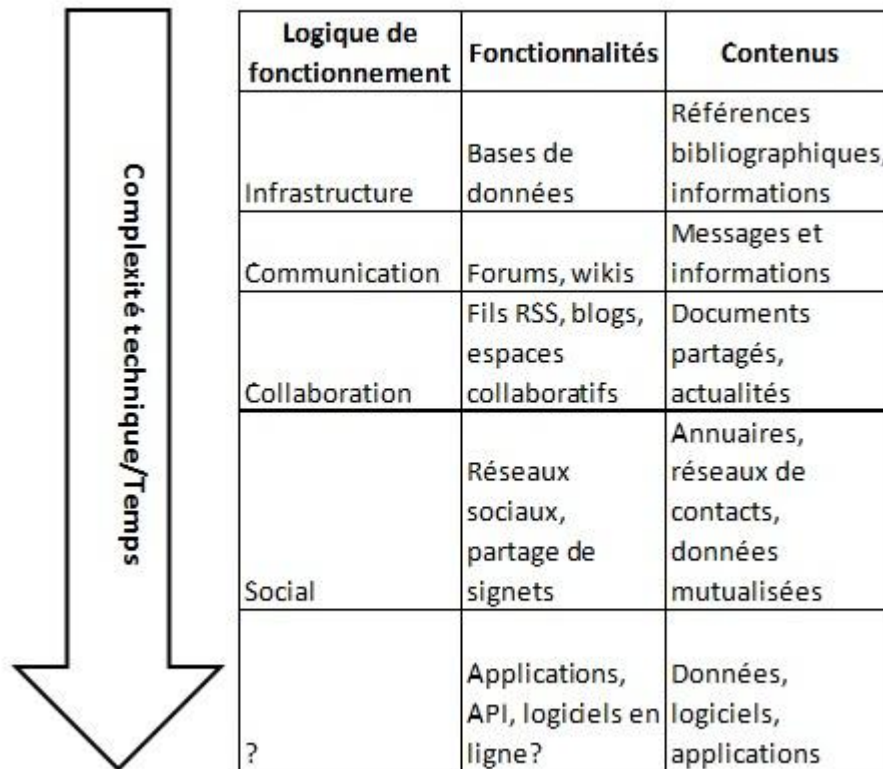 Complexité technique/Temps
Logique de
fonctionnement
Fonctionnalités
Contenus
Infrastructure
Bases de
données
Références
bibliographiques,
informations
Communication
Forums, wikis
Messages et
informations
Collaboration
Fils RSS, blogs,
espaces
collaboratifs
Documents
partagés,
actualités
Social
Réseaux
sociaux,
partage de
signets
Annuaires,
réseaux de
contacts,
données
mutualisées
?
Applications,
API, logiciels en
ligne?
Données,
logiciels,
applications